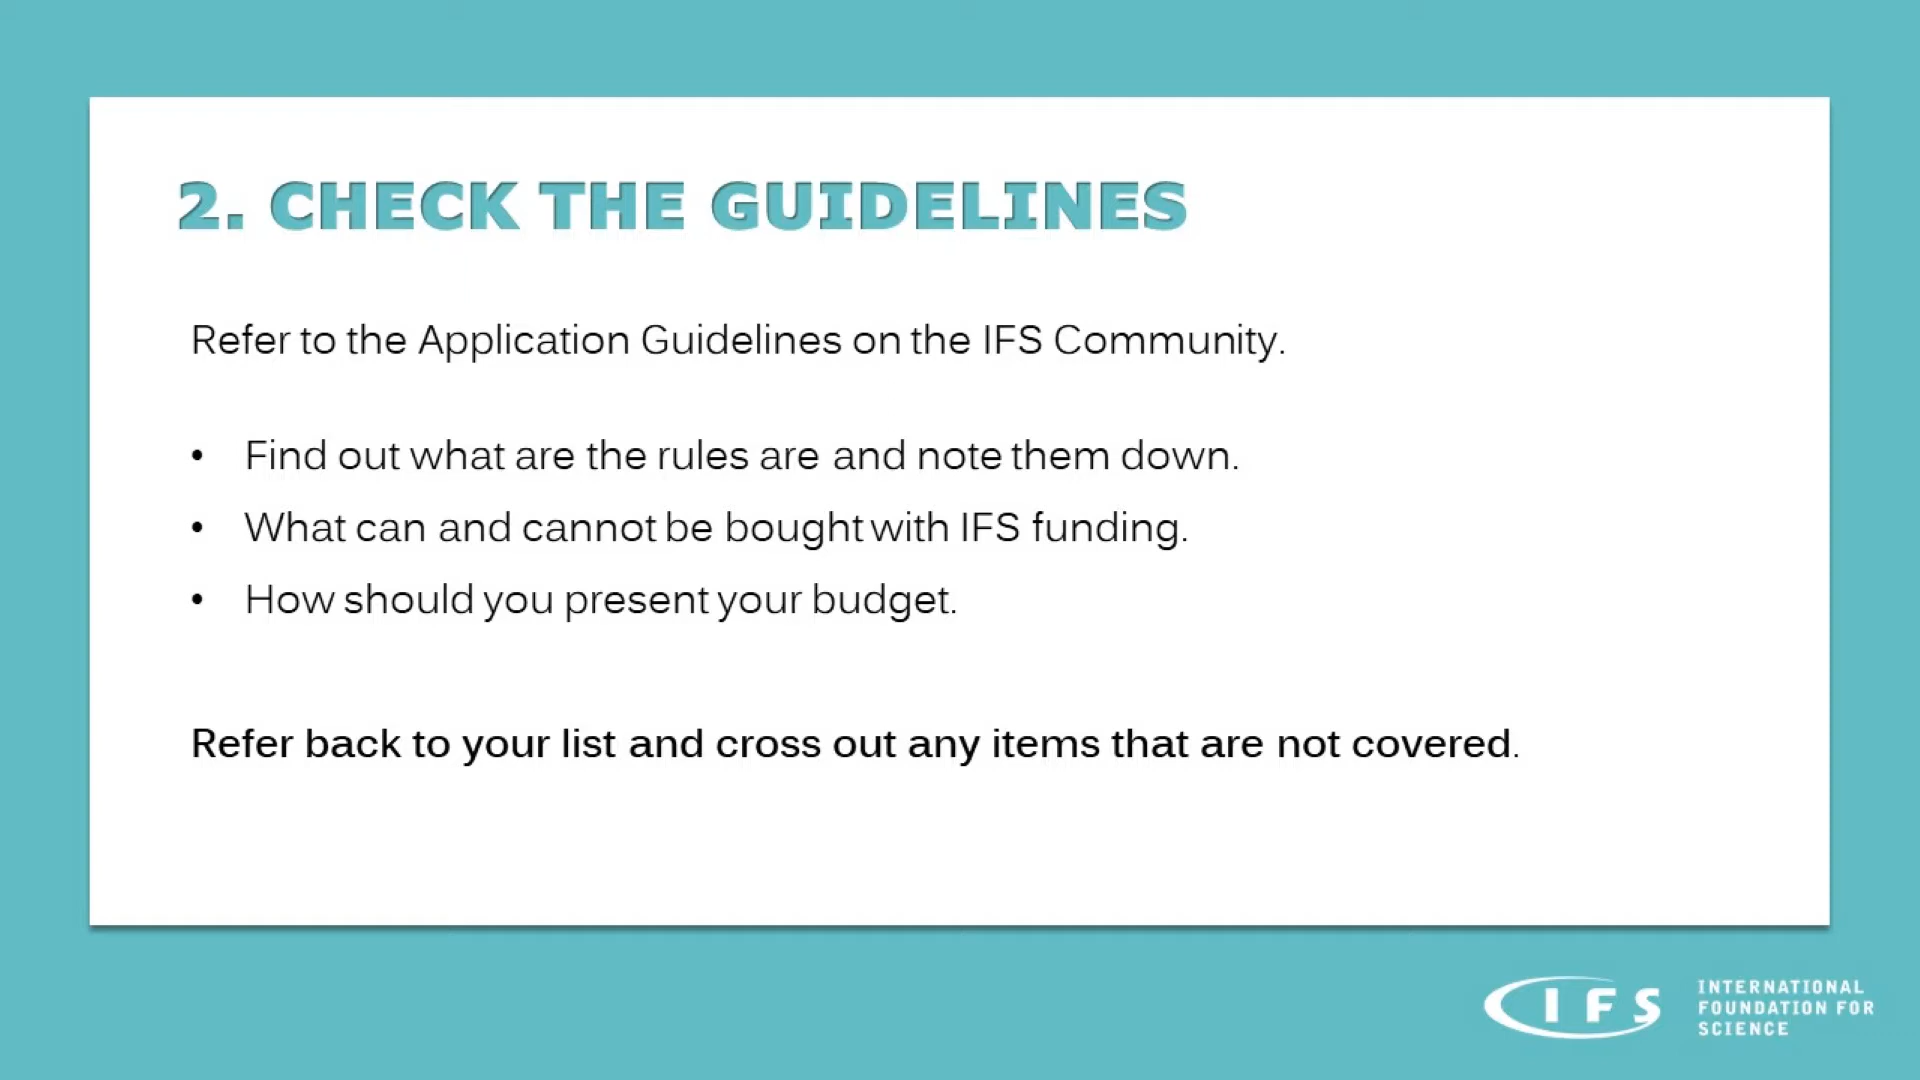 2. CHECK THE GUIDELINES
Refer to the Application Guidelines on the IFS Community.
• Find out what are the rules are and note them down.
• What can and cannot be bought with IFS funding.
• How should you present your budget.
Refer back to your list and cross out any items that are not covered.
IFS
INTERNATIONAL
FOUNDATION FOR
SCIENCE